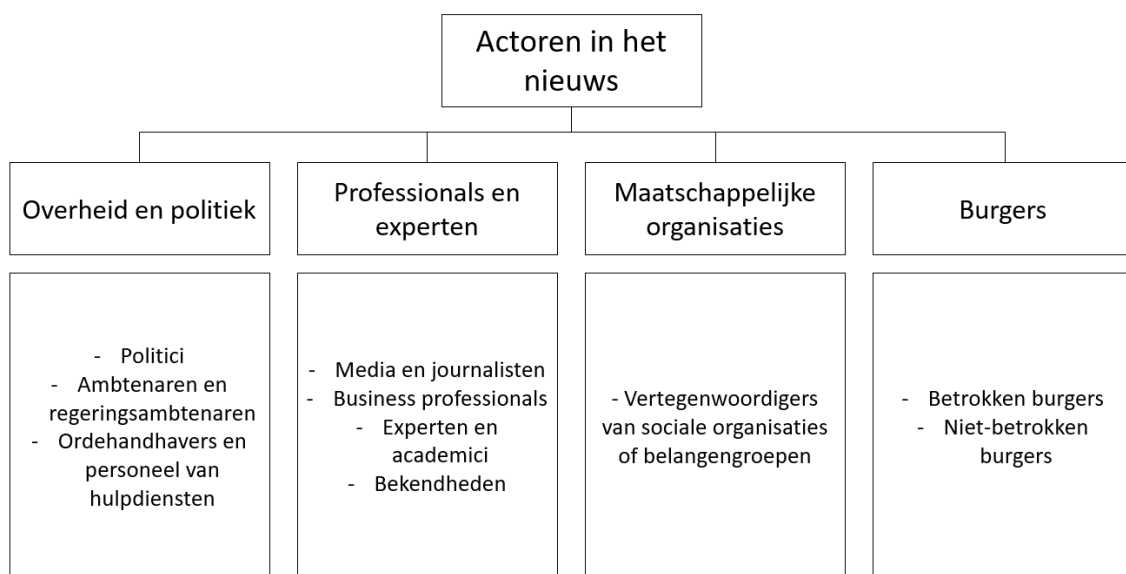 Actoren in het
nieuws
Overheid en politiek
Professionals en
experten
Maatschappelijke
organisaties
Burgers
- Politici
- Ambtenaren en
regeringsambtenaren
- Ordehandhavers en
personeel van
hulpdiensten
- Media en journalisten
- Business professionals
- Experten en
academici
- Bekendheden
- Vertegenwoordigers
van sociale organisaties
of belangengroepen
- Betrokken burgers
- Niet-betrokken
burgers